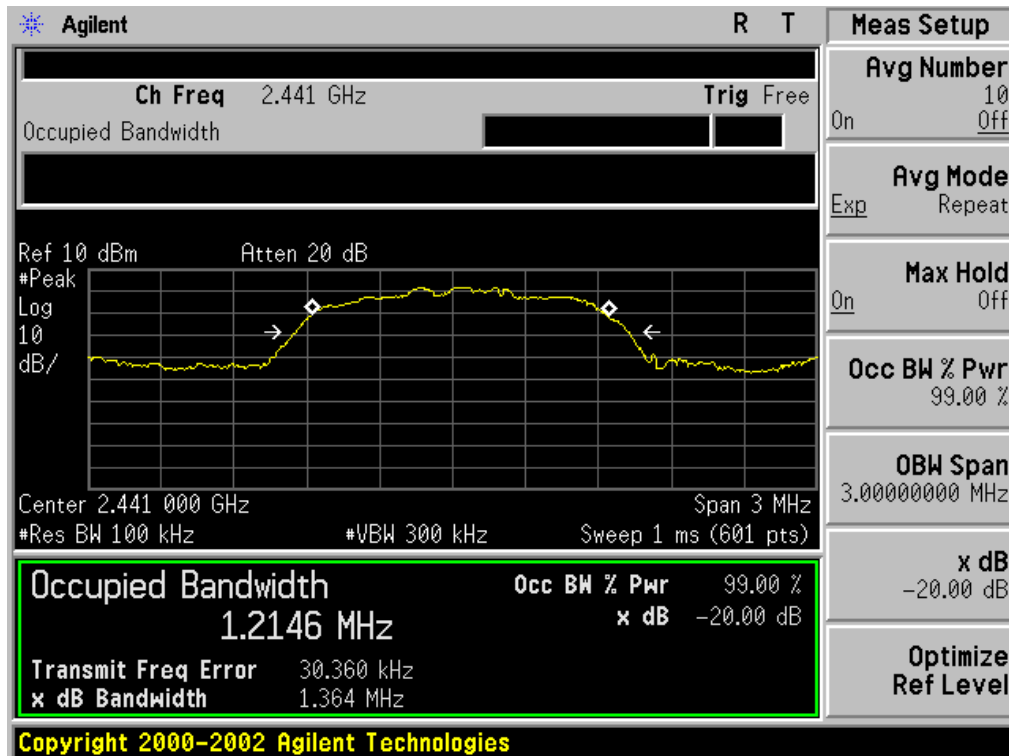 Agilent R T
Ch Freq 2.441 GHz Trig Free
Occupied Bandwidth
Ref 10 dBm Atten 20 dB
#Peak
Log
10
dB/
Center 2.441 000 GHz Span 3 MHz
#Res BW 100 kHz #VBW 300 kHz Sweep 1 ms (601 pts)
Occupied Bandwidth
1.2146 MHz
Occ BW % Pwr 99.00 %
x dB -20.00 dB
Transmit Freq Error 30.360 kHz
x dB Bandwidth 1.364 MHz
Copyright 2000-2002 Agilent Technologies
Meas Setup
Avg Number
10
On Off
Avg Mode
Exp Repeat
Max Hold
On Off
Occ BW % Pwr
99.00 %
OBW Span
3.00000000 MHz
x dB
-20.00 dB
Optimize
Ref Level